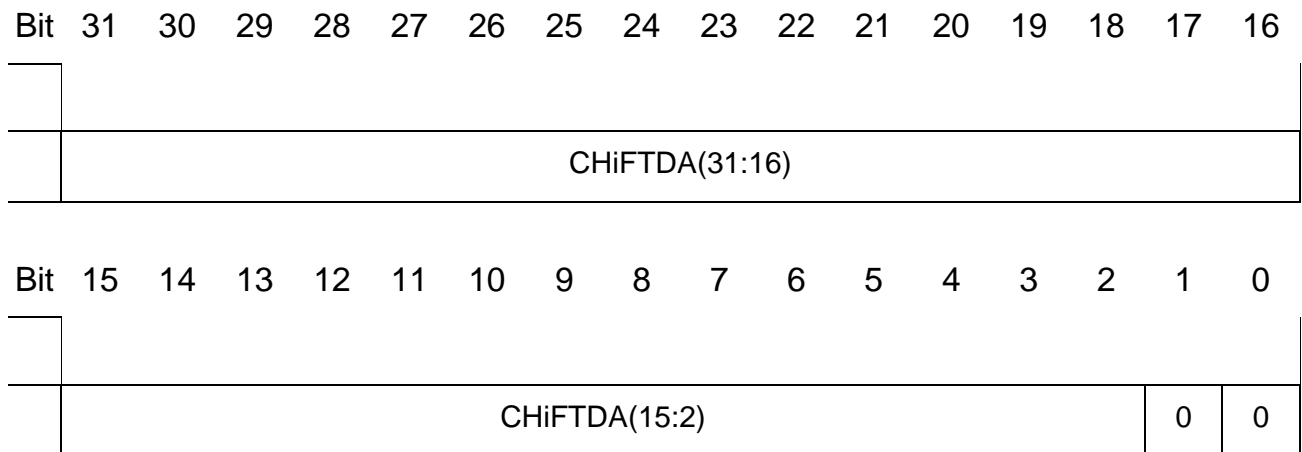 Bit 31 30 29 28 27 26 25 24 23 22 21 20 19 18 17 16
CHiFTDA(31:16)
Bit 15 14 13 12 11 10 9 8 7 6 5 4 3 2 1 0
CHiFTDA(15:2) 0 0